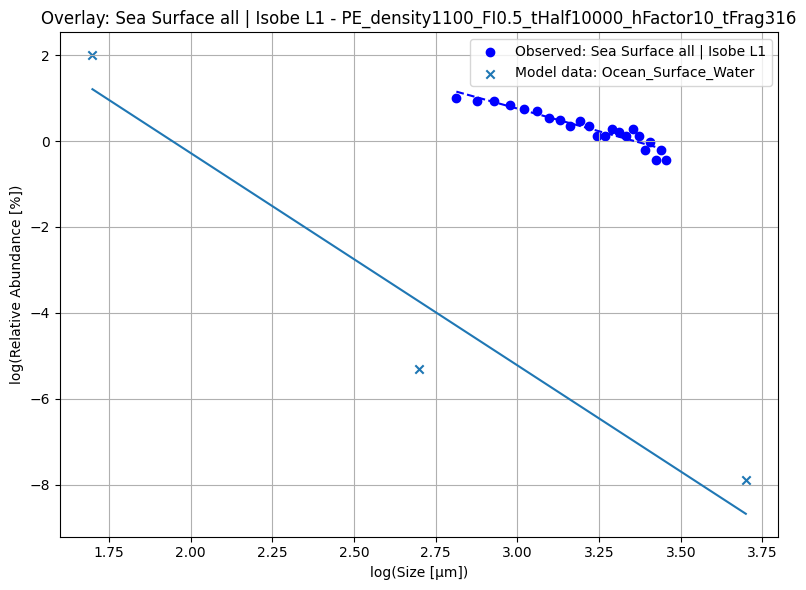 Overlay: Sea Surface all | Isobe L1 - PE_density1100_FI0.5_tHalf10000_hFactor10_tFrag316
Observed: Sea Surface all | Isobe L1
Model data: Ocean_Surface_Water
log(Relative Abundance [%])
2
0
−2
−4
−6
−8
1.75 2.00 2.25 2.50 2.75 3.00 3.25 3.50 3.75
log(Size [µm])